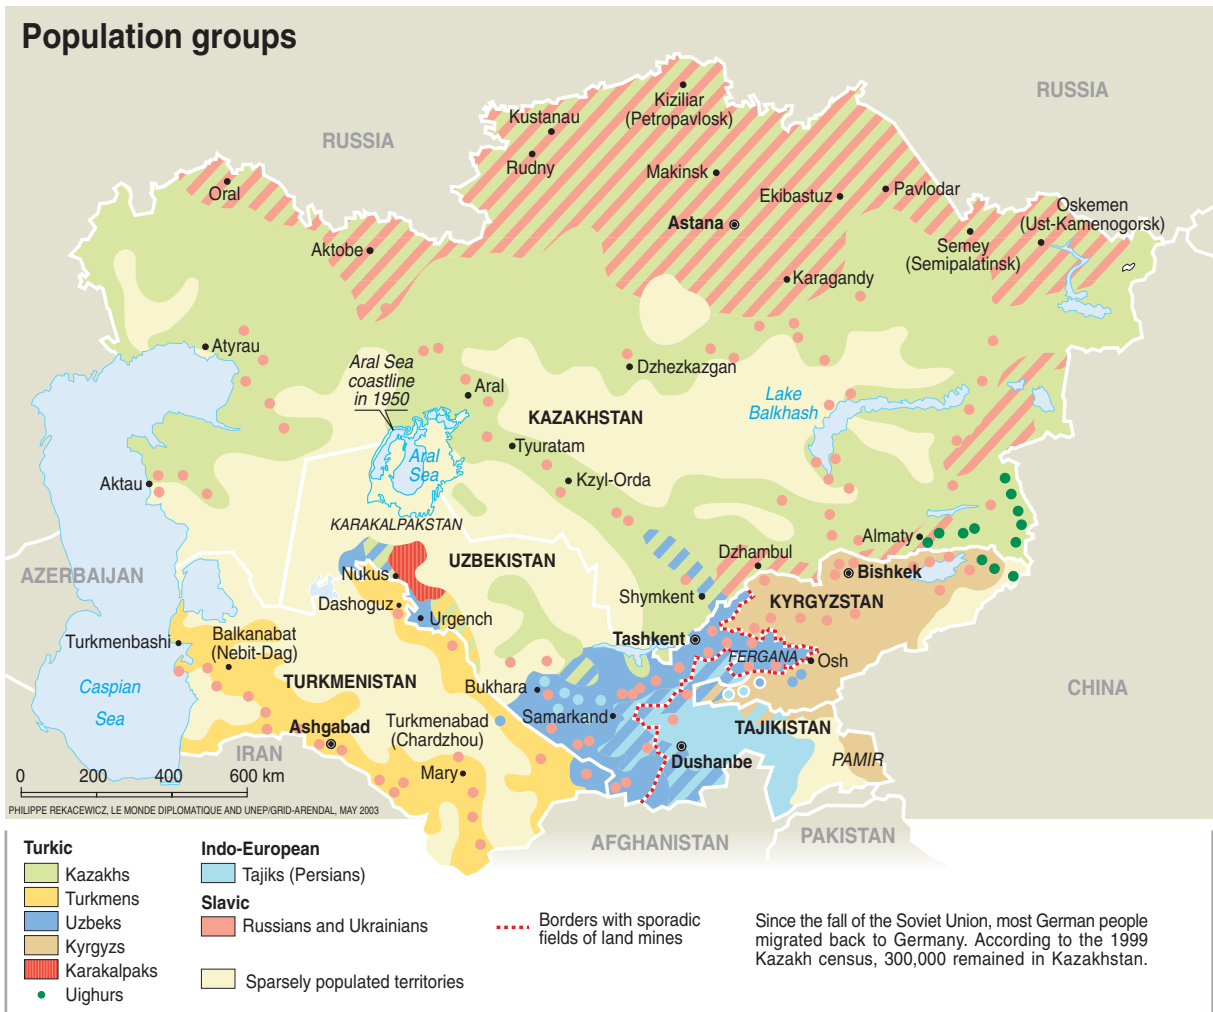 Population groups
RUSSIA
RUSSIA
Kiziliar
(Petropavlosk)
Kustanau
Rudny
Makinsk
Ekibastuz
Pavlodar
Oral
Oskemen
(Ust-Kamenogorsk)
Astana
Aktobe
Semey
(Semipalatinsk)
Karagandy
Atyrau
Aral Sea
coastline
in 1950
Dzhezkazgan
Aral
KAZAKHSTAN
Lake
Balkhash
Tyuratam
Aral
Sea
Kzyl-Orda
Aktau
KARAKALPAKSTAN
Almaty
Dzhambul
UZBEKISTAN
AZERBAIJAN
Nukus
Bishkek
Dashoguz
Shymkent
KYRGYZSTAN
Urgench
Turkmenbashi
Balkanabat
(Nebit-Dag)
Tashkent
FERGANA
Osh
TURKMENISTAN
Bukhara
CHINA
Caspian
Sea
Samarkand
Ashgabad
Turkmenabad
(Chardzhou)
TAJIKISTAN
IRAN
Dushanbe
PAMIR
Mary
0 200 400 600 km
PHILIPPE REKACEWICZ, LE MONDE DIPLOMATIQUE AND UNEP/GRID-ARENDAL, MAY 2003
AFGHANISTAN
PAKISTAN
Turkic
Kazakhs
Turkmens
Uzbeks
Kyrgyzs
Karakalpaks
Uighurs
Indo-European
Tajiks (Persians)
Slavic
Russians and Ukrainians
Sparsely populated territories
Borders with sporadic
fields of land mines
Since the fall of the Soviet Union, most German people
migrated back to Germany. According to the 1999
Kazakh census, 300,000 remained in Kazakhstan.